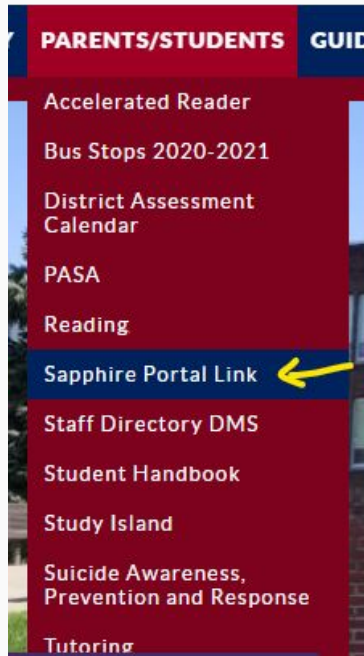 PARENTS/STUDENTS
Accelerated Reader
Bus Stops 2020-2021
District Assessment
Calendar
PASA
Reading
Sapphire Portal Link
Staff Directory DMS
Student Handbook
Study Island
Suicide Awareness,
Prevention and Response
Tutoring